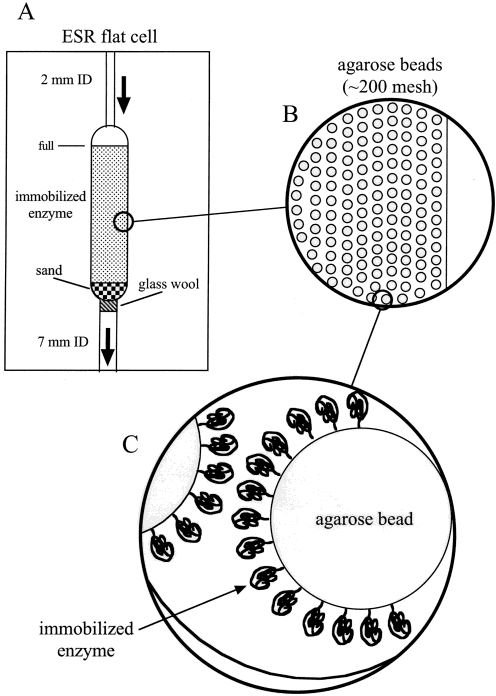 A
ESR flat cell
2 mm ID
full
immobilized
enzyme
sand
glass wool
7 mm ID
agarose beads
(~200 mesh)
B
C
agarose bead
immobilized
enzyme